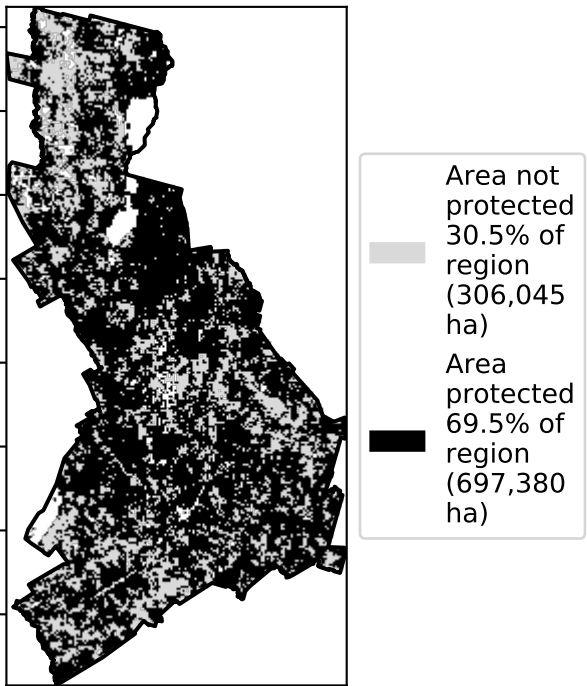 Area not
protected
30.5% of
region
(306,045
ha)
Area
protected
69.5% of
region
(697,380
ha)